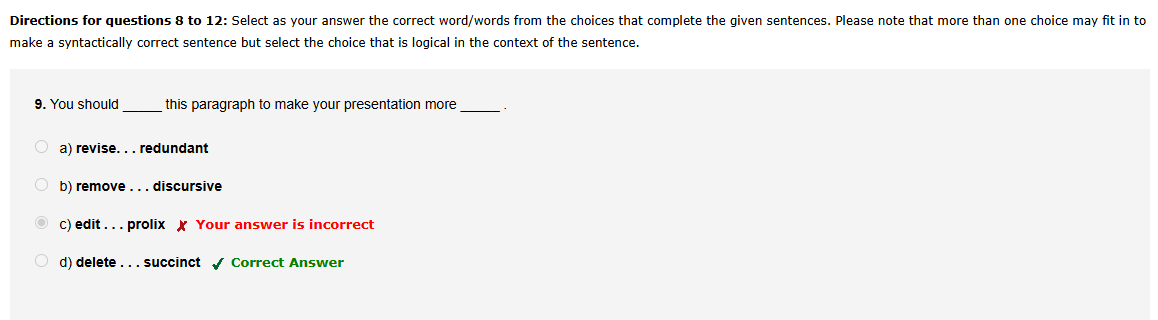 Directions for questions 8 to 12: Select as your answer the correct word/words from the choices that complete the given sentences. Please note that more than one choice may fit in to
make a syntactically correct sentence but select the choice that is logical in the context of the sentence.
9. You should _____ this paragraph to make your presentation more _____ .
a) revise. . . redundant
b) remove . . . discursive
c) edit . . . prolix ✗ Your answer is incorrect
d) delete . . . succinct ✓ Correct Answer